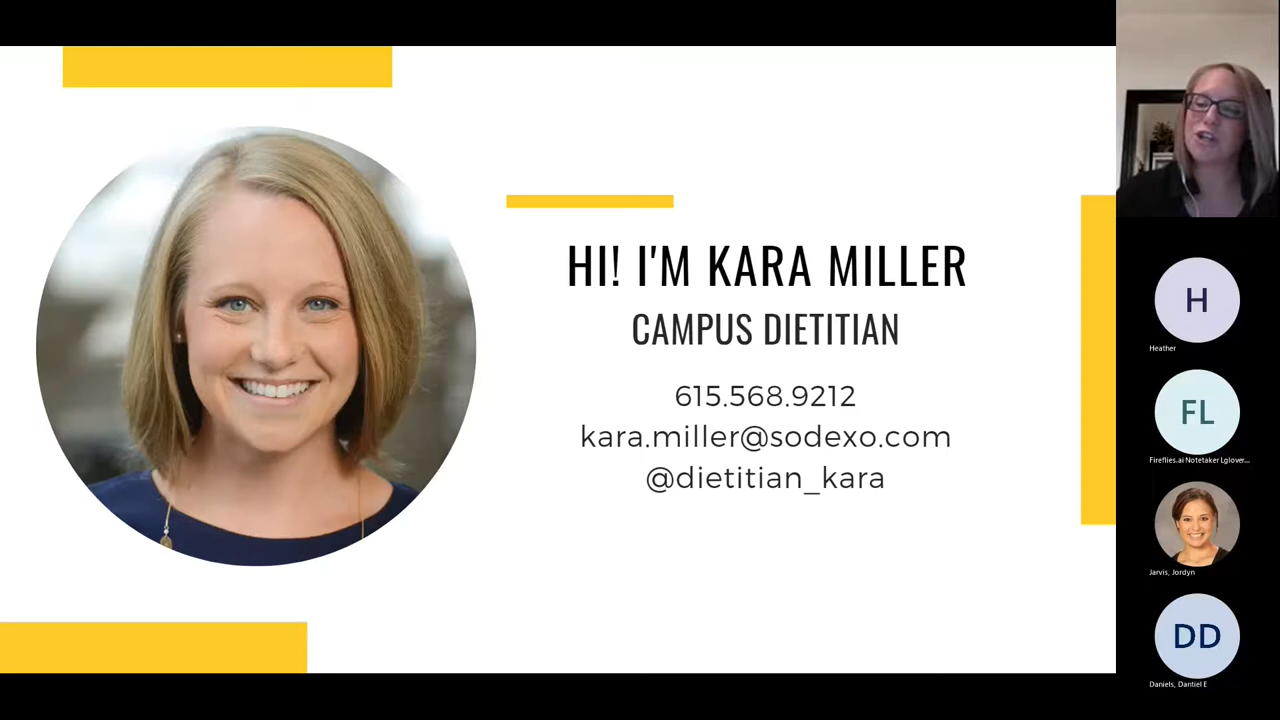 HI! I'M KARA MILLER
CAMPUS DIETITIAN
615.568.9212
kara.miller@sodexo.com
@dietitian_kara
H
Heather
FL
Fireflies.ai Notetaker Lglover...
Jarvis, Jordyn
DD
Daniels, Dantiel E